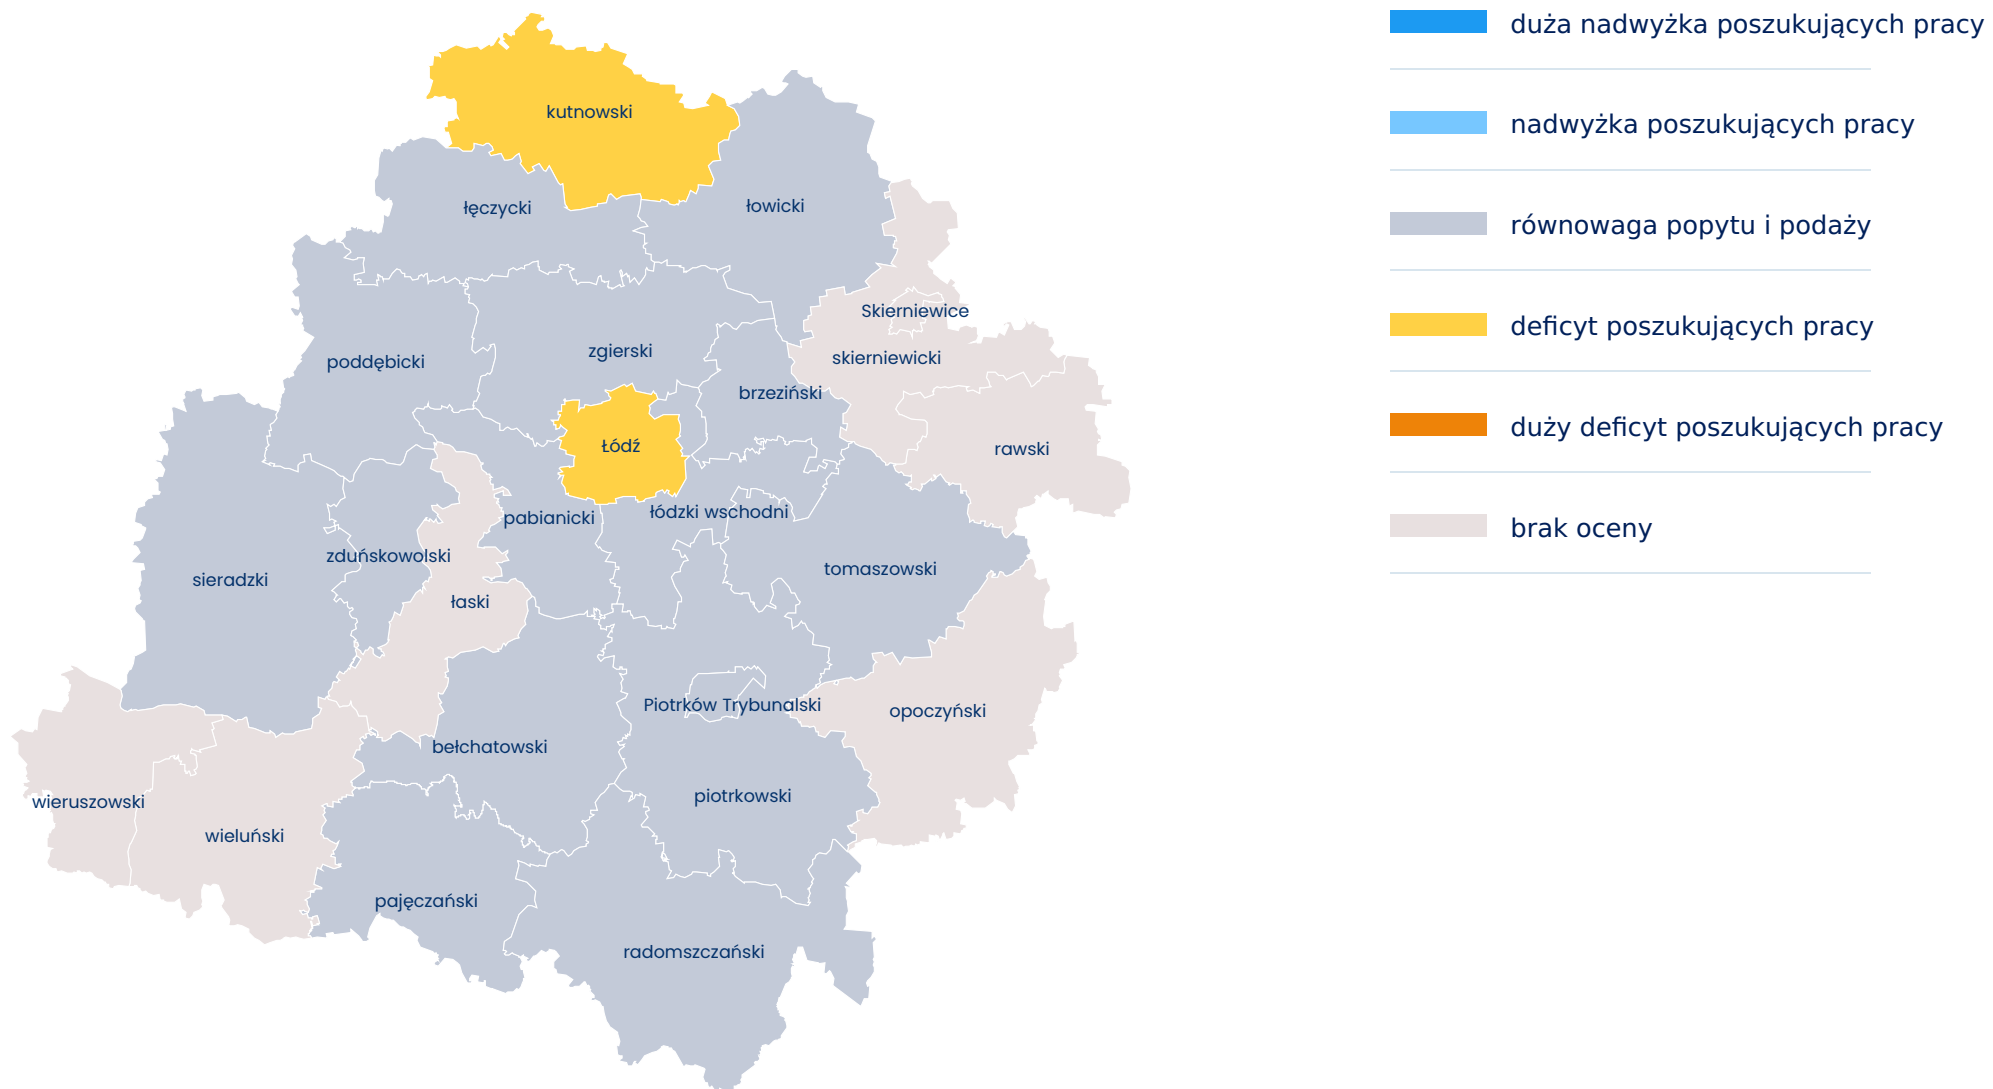 duża nadwyżka poszukujących pracy
nadwyżka poszukujących pracy
równowaga popytu i podaży
deficyt poszukujących pracy
duży deficyt poszukujących pracy
brak oceny
kutnowski
łęczycki
łowicki
Skierniewice
zgierski
skierniewicki
poddębicki
brzeziński
Łódź
rawski
łódzki wschodni
pabianicki
zduńskowolski
tomaszowski
sieradzki
łaski
Piotrków Trybunalski
opoczyński
bełchatowski
piotrkowski
wieruszowski
wieluński
pajęczański
radomszczański